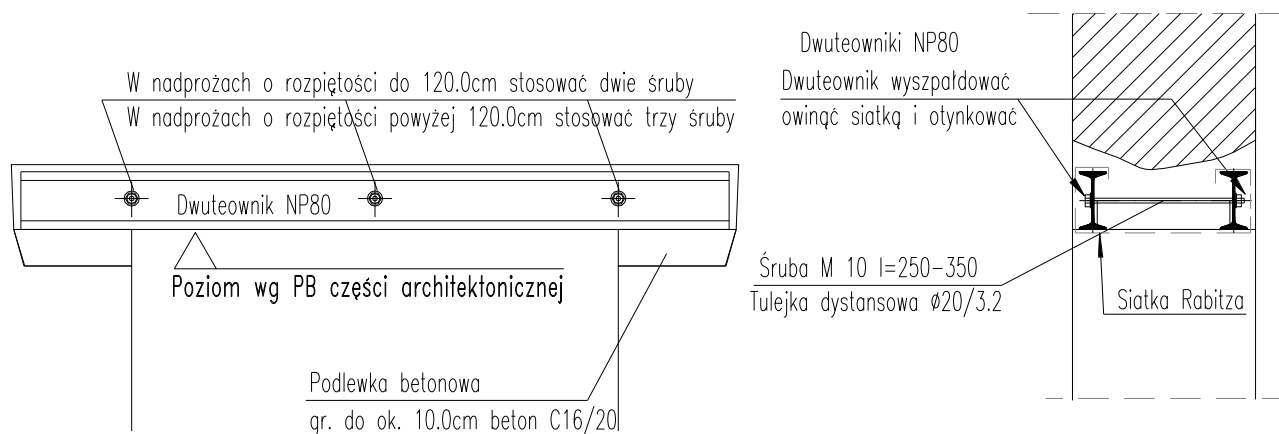 W nadprożach o rozpiętości do 120.0cm stosować dwie śruby
W nadprożach o rozpiętości powyżej 120.0cm stosować trzy śruby
Dwuteownik NP80
Poziom wg PB części architektonicznej
Podlewka betonowa
gr. do ok. 10.0cm beton C16/20
Dwuteowniki NP80
Dwuteownik wyszpałdować
owinąć siatką i otynkować
Śruba M 10 l=250-350
Tulejka dystansowa Ø20/3.2
Siatka Rabitza